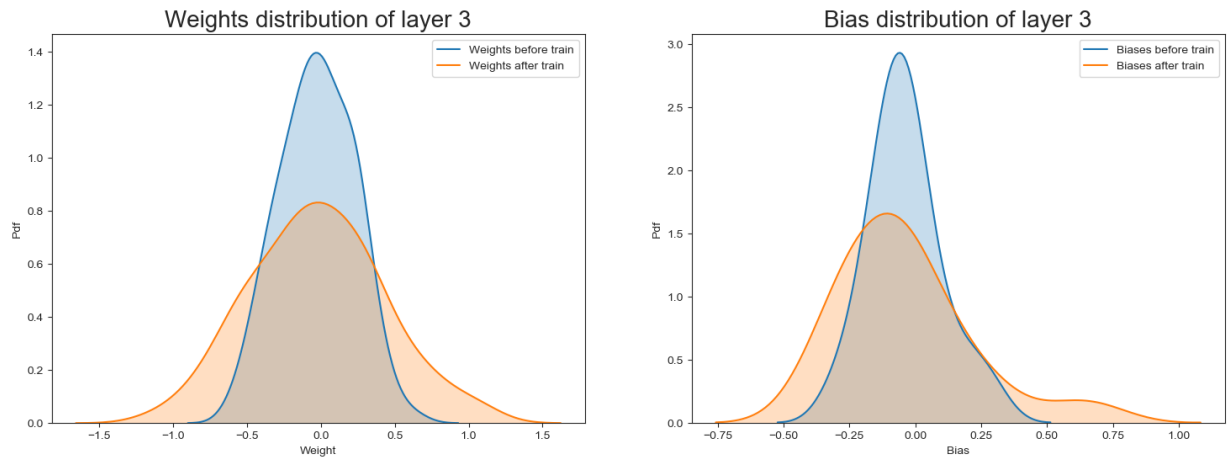 Weights distribution of layer 3
Weights before train
Weights after train
1.4
1.2
1.0
0.8
0.6
0.4
0.2
0.0
Pdf
-1.5 -1.0 -0.5 0.0 0.5 1.0 1.5
Weight
Bias distribution of layer 3
Biases before train
Biases after train
3.0
2.5
2.0
1.5
1.0
0.5
0.0
Pdf
-0.75 -0.50 -0.25 0.00 0.25 0.50 0.75 1.00
Bias